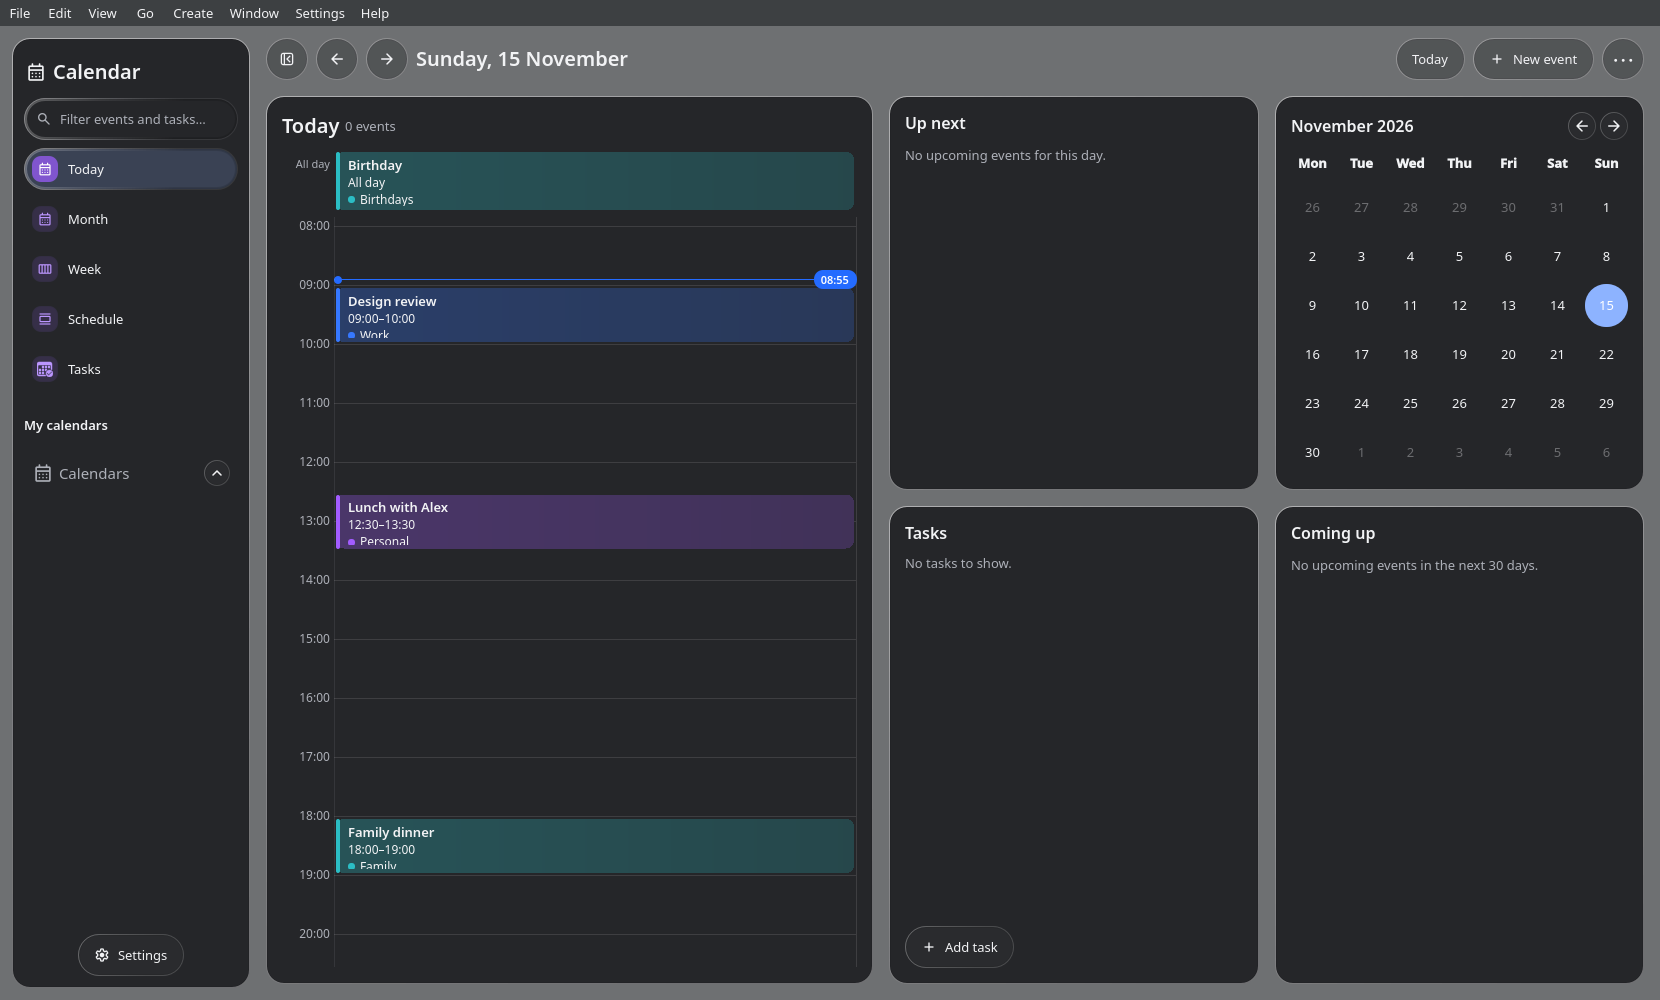 File Edit View Go Create Window Settings Help
Calendar
Filter events and tasks...
Today
Month
Week
Schedule
Tasks
My calendars
Calendars
Settings
Sunday, 15 November
Today
New event
Today 0 events
All day
Birthday
All day
Birthdays
08:00
08:55
09:00
Design review
09:00–10:00
Work
10:00
11:00
12:00
Lunch with Alex
12:30–13:30
Personal
13:00
14:00
15:00
16:00
17:00
18:00
Family dinner
18:00–19:00
Family
19:00
20:00
Up next
No upcoming events for this day.
November 2026
Mon Tue Wed Thu Fri Sat Sun
26 27 28 29 30 31 1
2 3 4 5 6 7 8
9 10 11 12 13 14 15
16 17 18 19 20 21 22
23 24 25 26 27 28 29
30 1 2 3 4 5 6
Tasks
No tasks to show.
Add task
Coming up
No upcoming events in the next 30 days.